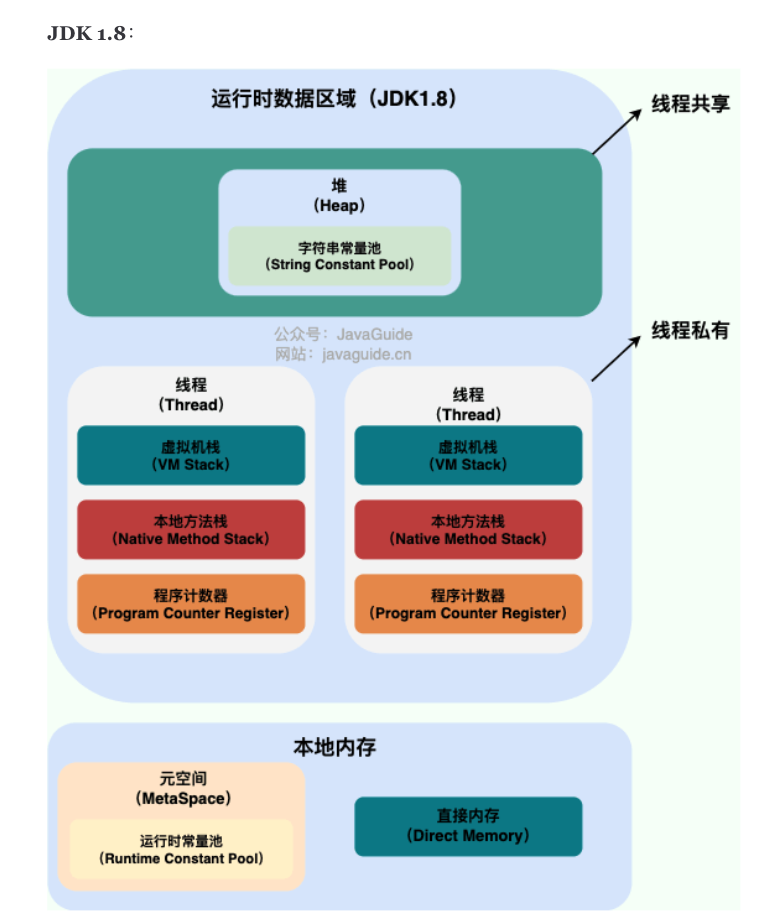 JDK 1.8：
运行时数据区域（JDK1.8）
线程共享
堆
（Heap）
字符串常量池
（String Constant Pool）
公众号：JavaGuide
网站：javaguide.cn
线程私有
线程
（Thread）
虚拟机栈
（VM Stack）
本地方法栈
（Native Method Stack）
程序计数器
（Program Counter Register）
线程
（Thread）
虚拟机栈
（VM Stack）
本地方法栈
（Native Method Stack）
程序计数器
（Program Counter Register）
本地内存
元空间
（MetaSpace）
运行时常量池
（Runtime Constant Pool）
直接内存
（Direct Memory）